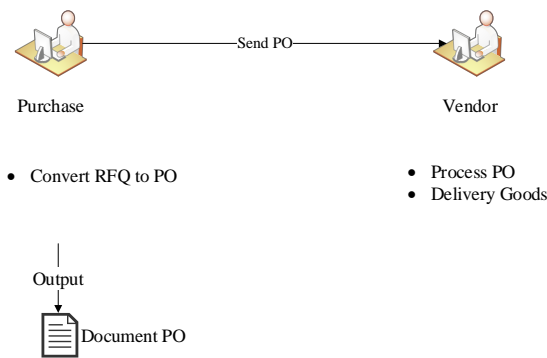 Send PO
Purchase
Vendor
• Convert RFQ to PO
• Process PO
• Delivery Goods
Output
Document PO